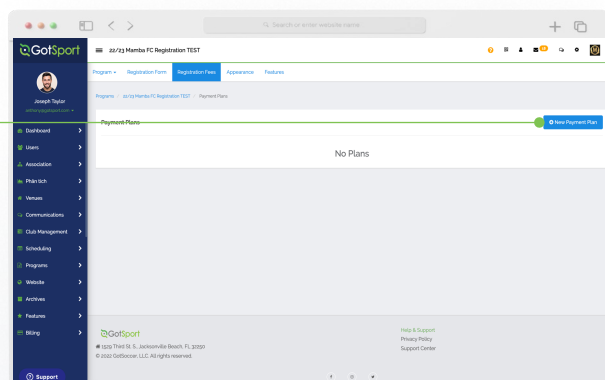 Search or enter website name
GotSport
22/23 Mamba FC Registration TEST
Program
Registration Form
Registration Fees
Appearance
Features
Joseph Taylor
Programs / 22/23 Mamba FC Registration TEST / Payment Plans
Payment Plans
New Payment Plan
No Plans
Dashboard
Users
Association
Phân tích
Venues
Communications
Club Management
Scheduling
Programs
Website
Archives
Features
Billing
Support
GotSport
1529 Third St. S., Jacksonville Beach, FL 32250
© 2022 GotSoccer, LLC. All rights reserved.
Help & Support
Privacy Policy
Support Center